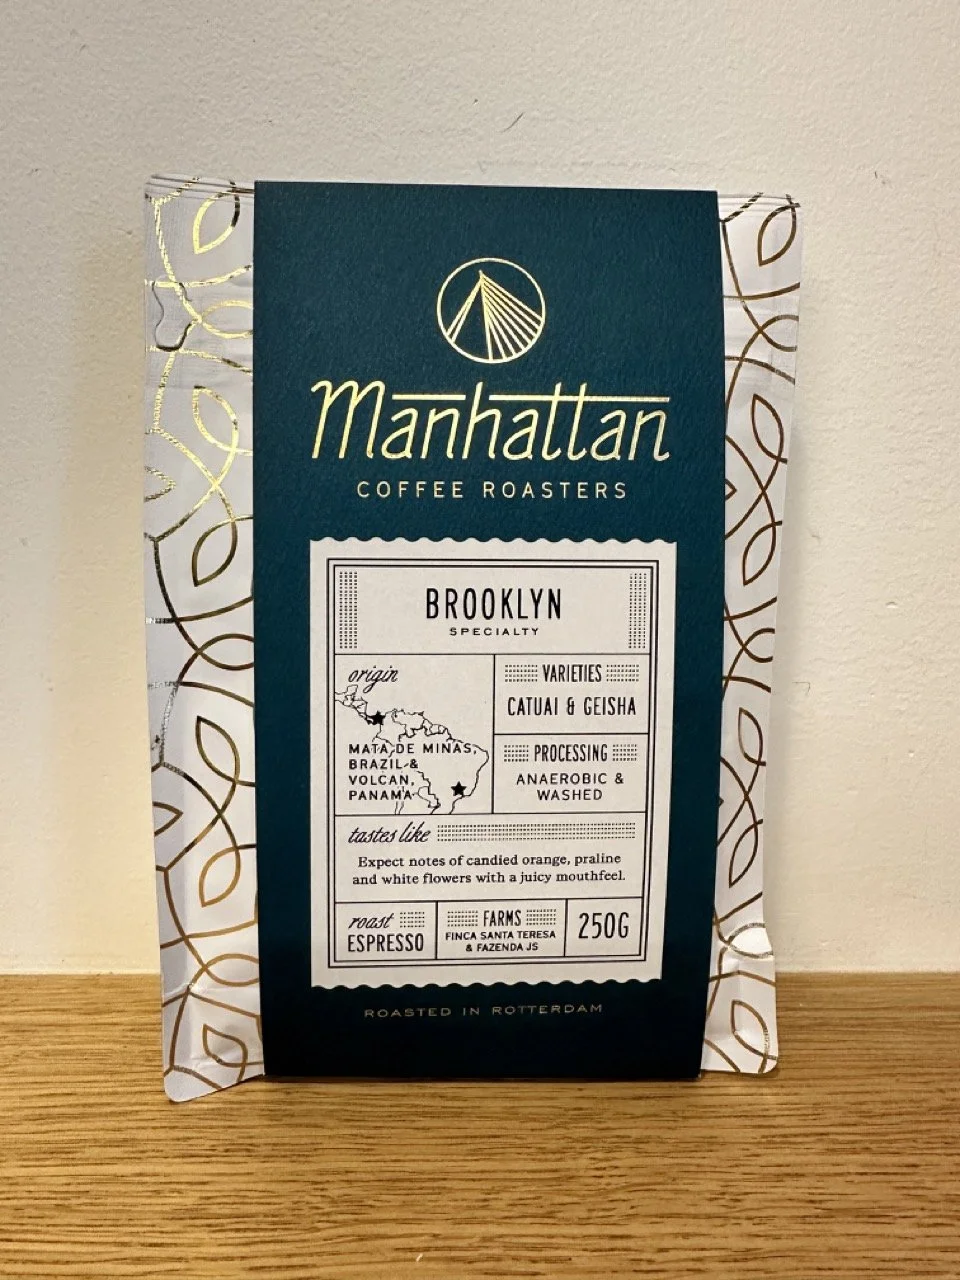 Manhattan
COFFEE ROASTERS
BROOKLYN
SPECIALTY
origin
MATA DE MINAS,
BRAZIL &
VOLCAN,
PANAMA
VARIETIES
CATUAI & GEISHA
PROCESSING
ANAEROBIC &
WASHED
tastes like
Expect notes of candied orange, praline
and white flowers with a juicy mouthfeel.
roast
ESPRESSO
FARMS
FINCA SANTA TERESA
& FAZENDA JS
250G
ROASTED IN ROTTERDAM